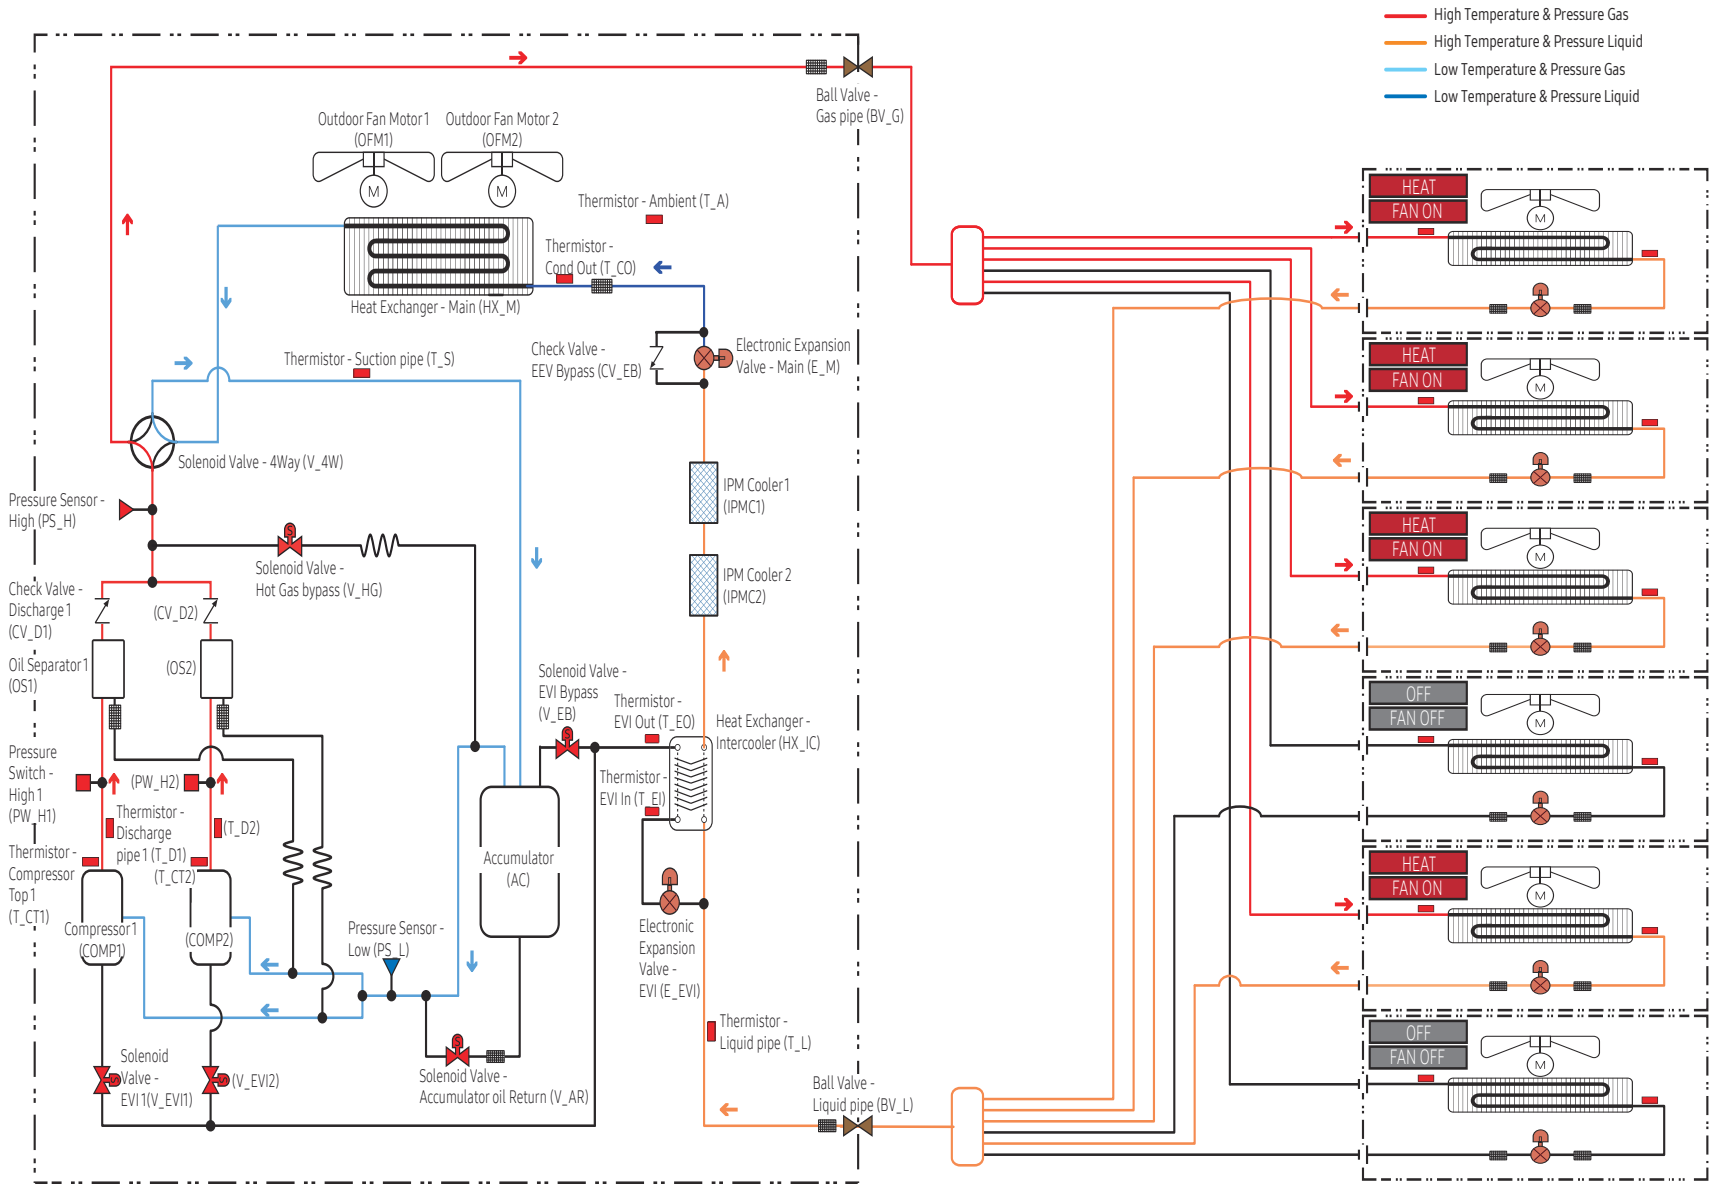 High Temperature & Pressure Gas
High Temperature & Pressure Liquid
Low Temperature & Pressure Gas
Low Temperature & Pressure Liquid
Ball Valve -
Gas pipe (BV_G)
Outdoor Fan Motor 1
(OFM1)
Outdoor Fan Motor 2
(OFM2)
M
M
Thermistor - Ambient (T_A)
Thermistor -
Cond Out (T_CO)
Heat Exchanger - Main (HX_M)
Thermistor - Suction pipe (T_S)
Check Valve -
EEV Bypass (CV_EB)
Electronic Expansion
Valve - Main (E_M)
Solenoid Valve - 4Way (V_4W)
Pressure Sensor -
High (PS_H)
S
Solenoid Valve -
Hot Gas bypass (V_HG)
IPM Cooler 1
(IPMC1)
IPM Cooler 2
(IPMC2)
Check Valve -
Discharge 1
(CV_D1)
(CV_D2)
Oil Separator 1
(OS1)
(OS2)
Solenoid Valve -
EVI Bypass
(V_EB)
S
Thermistor -
EVI Out (T_EO)
Heat Exchanger -
Intercooler (HX_IC)
Thermistor -
EVI In (T_EI)
Pressure
Switch -
High 1
(PW_H1)
(PW_H2)
Thermistor -
Discharge
pipe 1 (T_D1)
(T_D2)
Thermistor -
Compressor
Top 1
(T_CT1)
(T_CT2)
Compressor 1
(COMP1)
(COMP2)
Accumulator
(AC)
Pressure Sensor -
Low (PS_L)
Electronic
Expansion
Valve -
EVI (E_EVI)
Thermistor -
Liquid pipe (T_L)
S
Solenoid Valve -
Accumulator oil Return (V_AR)
Solenoid
Valve -
EVI 1(V_EVI1)
S
(V_EVI2)
S
Ball Valve -
Liquid pipe (BV_L)
HEAT
FAN ON
M
HEAT
FAN ON
M
HEAT
FAN ON
M
OFF
FAN OFF
M
HEAT
FAN ON
M
OFF
FAN OFF
M